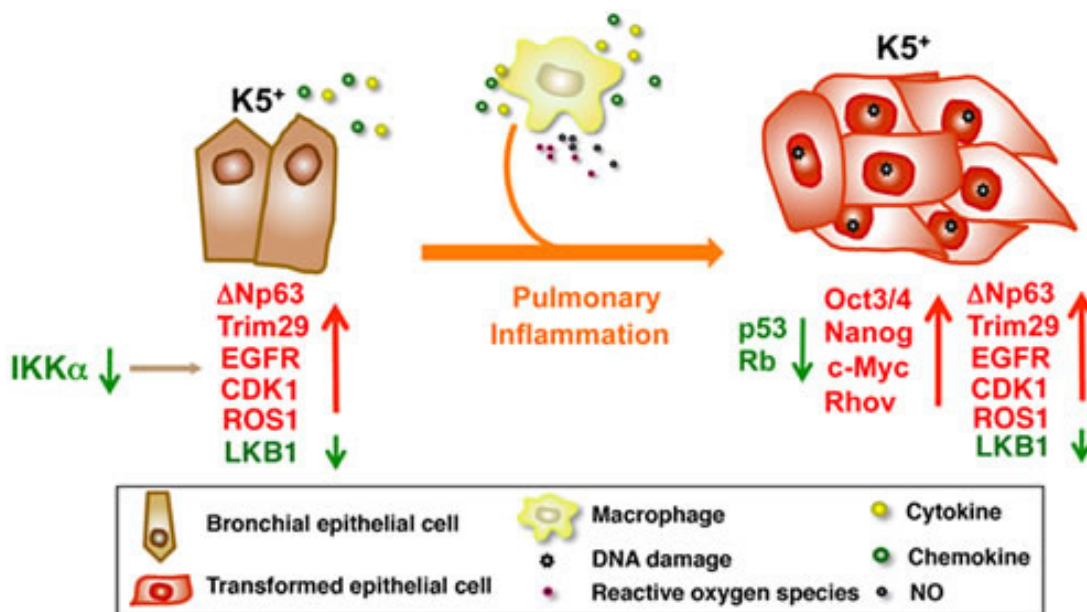 K5+
K5+
ΔNp63
Trim29
EGFR
CDK1
ROS1
LKB1
IKKα
Pulmonary
Inflammation
p53
Rb
Oct3/4
Nanog
c-Myc
Rhov
ΔNp63
Trim29
EGFR
CDK1
ROS1
LKB1
Bronchial epithelial cell
Transformed epithelial cell
Macrophage
DNA damage
Reactive oxygen species
Cytokine
Chemokine
NO